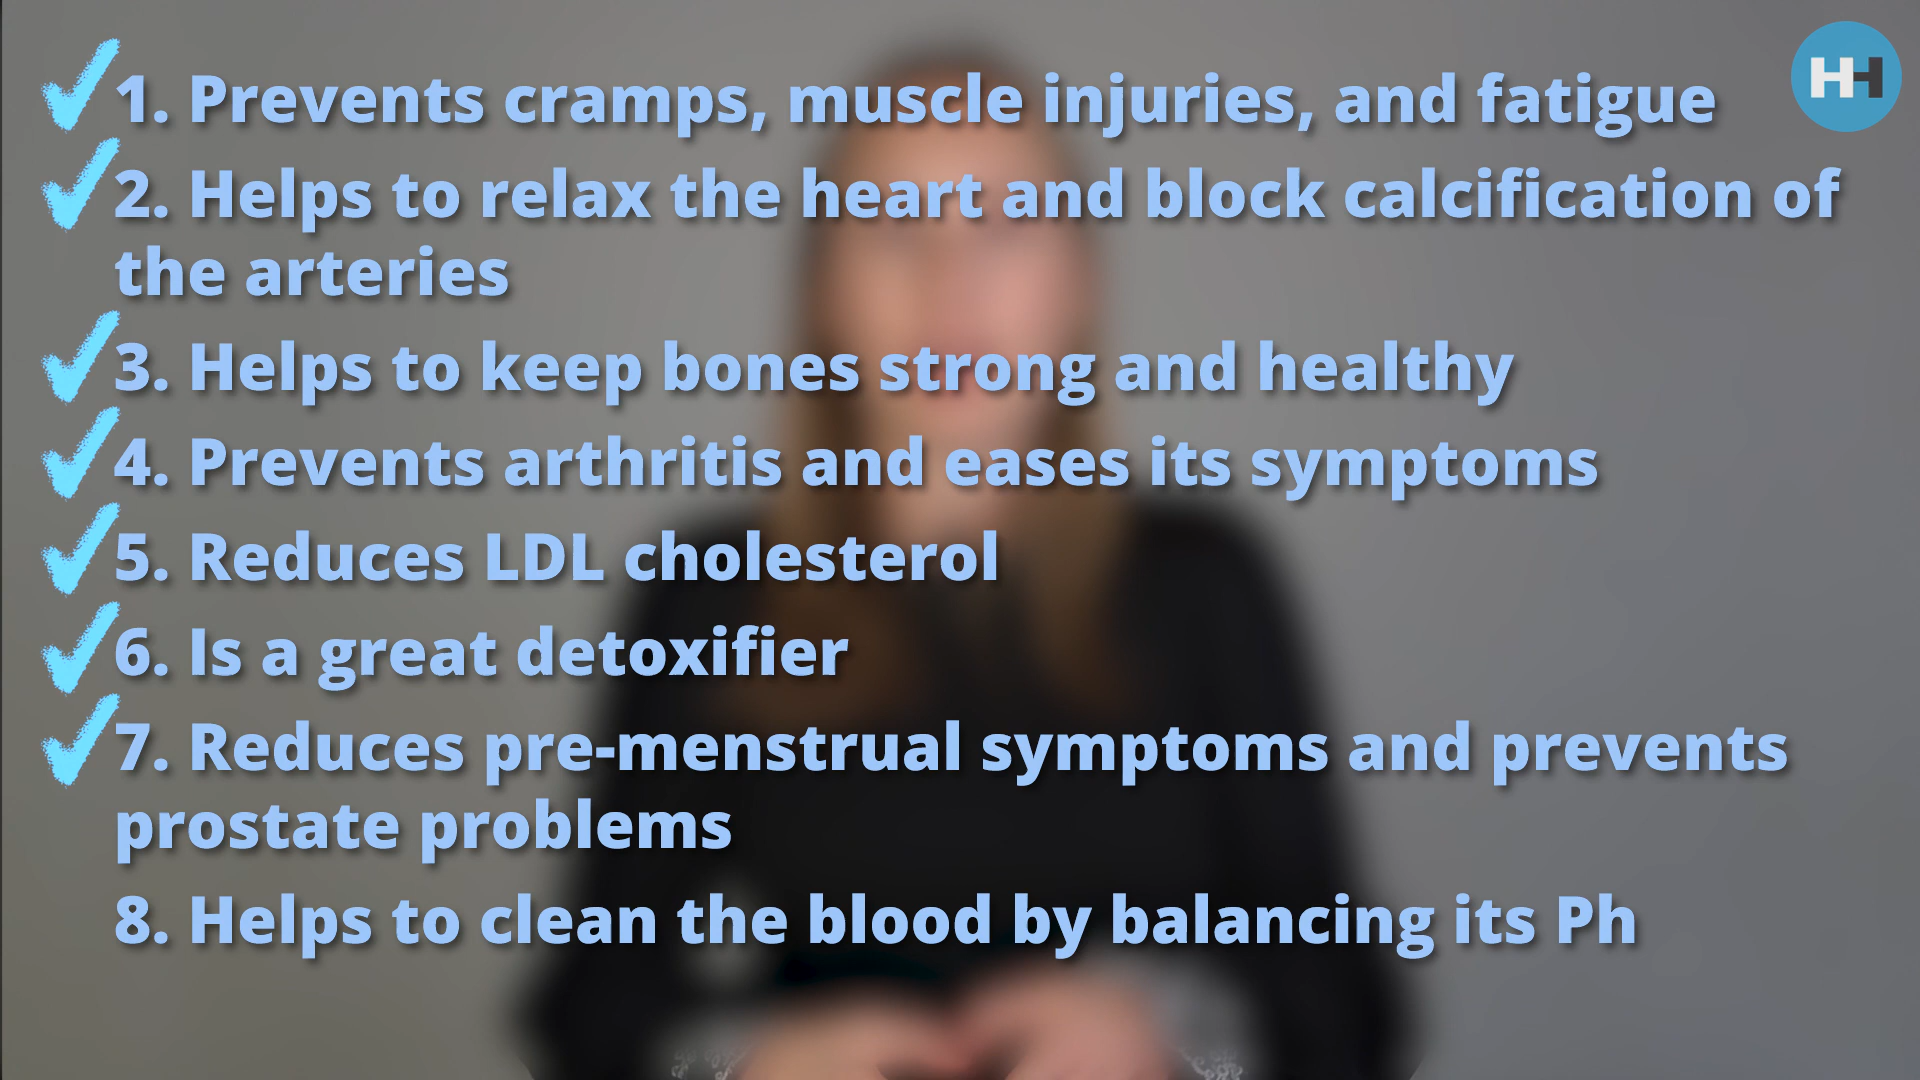 1. Prevents cramps, muscle injuries, and fatigue
2. Helps to relax the heart and block calcification of
the arteries
3. Helps to keep bones strong and healthy
4. Prevents arthritis and eases its symptoms
5. Reduces LDL cholesterol
6. Is a great detoxifier
7. Reduces pre-menstrual symptoms and prevents
prostate problems
8. Helps to clean the blood by balancing its Ph
HH